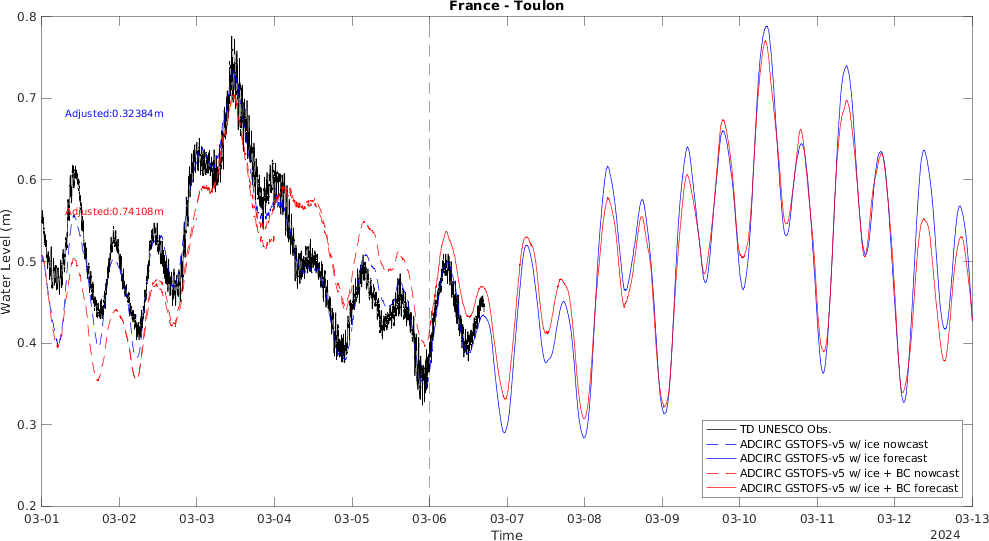 France - Toulon
Water Level (m)
0.8
0.7
0.6
0.5
0.4
0.3
0.2
Adjusted:0.32384m
Adjusted:0.74108m
TD UNESCO Obs.
ADCIRC GSTOFS-v5 w/ ice nowcast
ADCIRC GSTOFS-v5 w/ ice forecast
ADCIRC GSTOFS-v5 w/ ice + BC nowcast
ADCIRC GSTOFS-v5 w/ ice + BC forecast
03-01 03-02 03-03 03-04 03-05 03-06 03-07 03-08 03-09 03-10 03-11 03-12 03-13
Time
2024